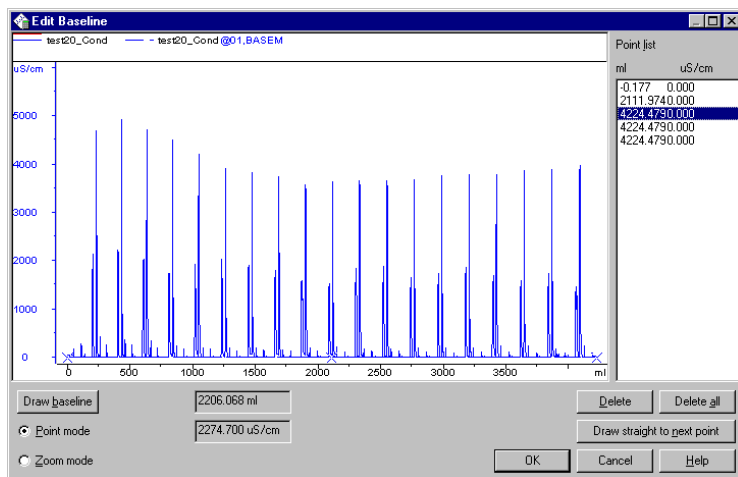 Edit Baseline
test20_Cond test20_Cond@01,BASEM
uS/cm
5000
4000
3000
2000
1000
0
0 500 1000 1500 2000 2500 3000 3500 ml
Point list
ml uS/cm
-0.177 0.000
2111.9740.000
4224.4790.000
4224.4790.000
4224.4790.000
Draw baseline 2206.068 ml Delete Delete all
Point mode 2274.700 uS/cm Draw straight to next point
Zoom mode OK Cancel Help